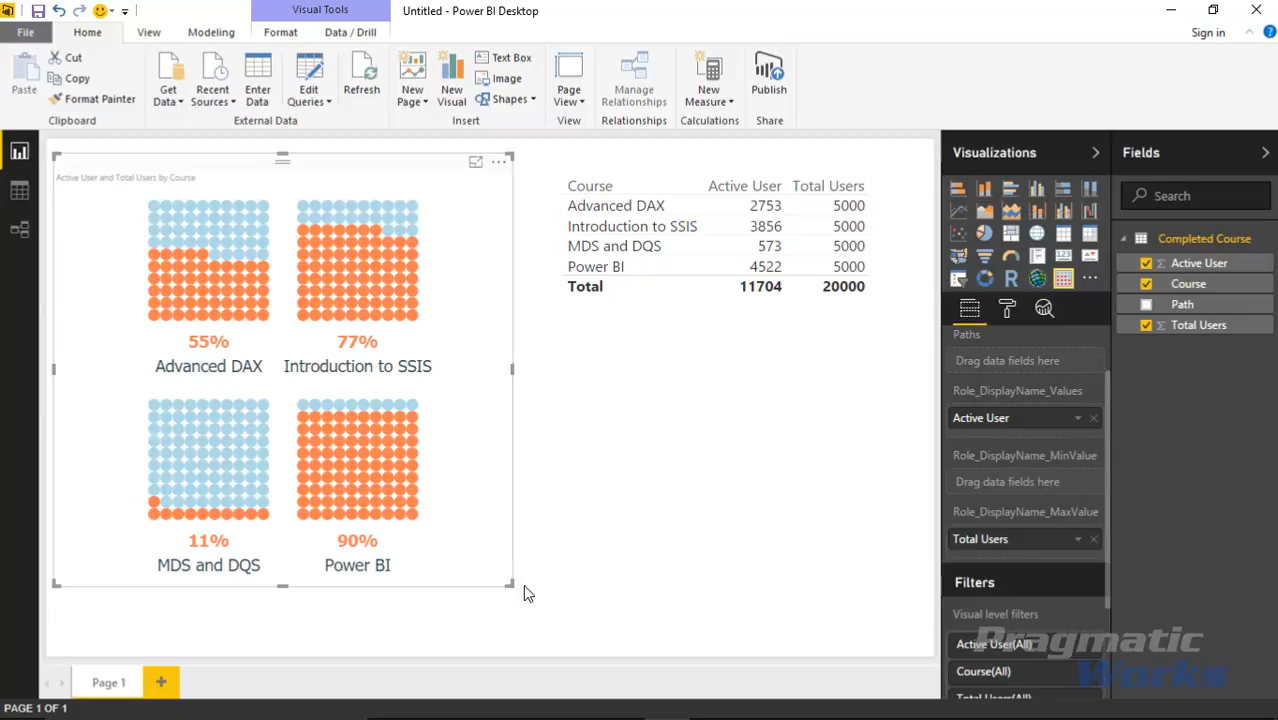 Visual Tools
Untitled - Power BI Desktop
File
Home
View
Modeling
Format
Data / Drill
Sign in
Paste
Cut
Copy
Format Painter
Clipboard
Get Data
Recent Sources
Enter Data
Edit Queries
Refresh
External Data
New Page
New Visual
Text Box
Image
Shapes
Insert
Page View
View
Manage Relationships
Relationships
New Measure
Calculations
Publish
Share
Active User and Total Users by Course
55%
Advanced DAX
77%
Introduction to SSIS
11%
MDS and DQS
90%
Power BI
Course Active User Total Users
Advanced DAX 2753 5000
Introduction to SSIS 3856 5000
MDS and DQS 573 5000
Power BI 4522 5000
Total 11704 20000
Visualizations
R
Paths
Drag data fields here
Role_DisplayName_Values
Active User
Role_DisplayName_MinValue
Drag data fields here
Role_DisplayName_MaxValue
Total Users
Filters
Visual level filters
Active User(All)
Course(All)
Total Users(All)
Fields
Search
Completed Course
Active User
Course
Path
Total Users
Pragmatic
Works
Page 1
PAGE 1 OF 1